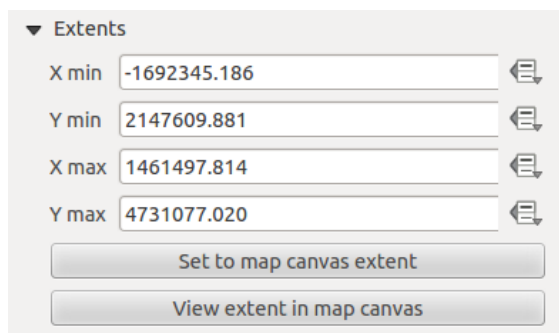 Extents
X min -1692345.186
Y min 2147609.881
X max 1461497.814
Y max 4731077.020
Set to map canvas extent
View extent in map canvas